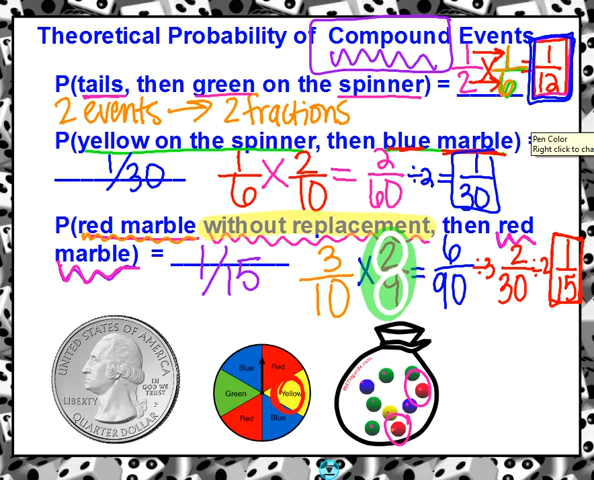 Theoretical Probability of Compound Events
P(tails, then green on the spinner) = ______ 1/2 x 1/6 = 1/12
2 events → 2 fractions
P(yellow on the spinner, then blue marble) =
Pen Color
Right click to cha
1/30 1/6 x 2/10 = 2/60 ÷2= 1/30
P(red marble without replacement, then red
marble) = 1/15 3/10 x 2/9 = 6/90 ÷3 2/30 ÷2 1/15
UNITED STATES OF AMERICA
LIBERTY
IN GOD WE TRUST
P
QUARTER DOLLAR
Blue Red
Green Yellow
Red Blue